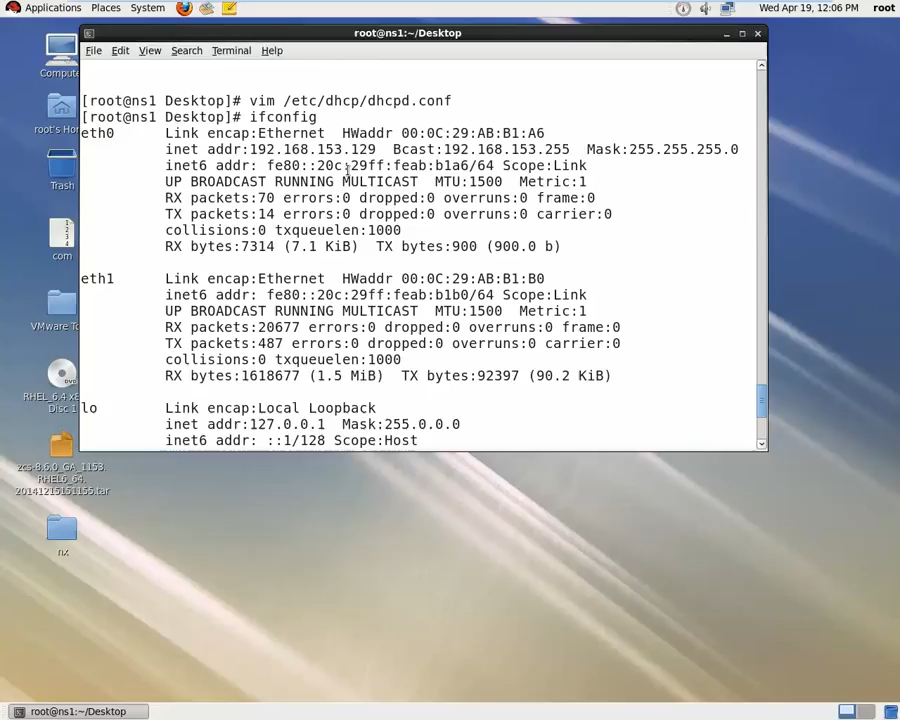 Applications Places System
Wed Apr 19, 12:06 PM root
root@ns1:~/Desktop
File Edit View Search Terminal Help
[root@ns1 Desktop]# vim /etc/dhcp/dhcpd.conf
[root@ns1 Desktop]# ifconfig
eth0 Link encap:Ethernet HWaddr 00:0C:29:AB:B1:A6
inet addr:192.168.153.129 Bcast:192.168.153.255 Mask:255.255.255.0
inet6 addr: fe80::20c:29ff:feab:b1a6/64 Scope:Link
UP BROADCAST RUNNING MULTICAST MTU:1500 Metric:1
RX packets:70 errors:0 dropped:0 overruns:0 frame:0
TX packets:14 errors:0 dropped:0 overruns:0 carrier:0
collisions:0 txqueuelen:1000
RX bytes:7314 (7.1 KiB) TX bytes:900 (900.0 b)
eth1 Link encap:Ethernet HWaddr 00:0C:29:AB:B1:B0
inet6 addr: fe80::20c:29ff:feab:b1b0/64 Scope:Link
UP BROADCAST RUNNING MULTICAST MTU:1500 Metric:1
RX packets:20677 errors:0 dropped:0 overruns:0 frame:0
TX packets:487 errors:0 dropped:0 overruns:0 carrier:0
collisions:0 txqueuelen:1000
RX bytes:1618677 (1.5 MiB) TX bytes:92397 (90.2 KiB)
lo Link encap:Local Loopback
inet addr:127.0.0.1 Mask:255.0.0.0
inet6 addr: ::1/128 Scope:Host
Compute
root's Ho
Trash
com
VMware To
RHEL_6.4 x8
Disc 1
zcs-8.6.0_GA_1153.
RHEL6_64.
20141215151155.tar
nx
root@ns1:~/Desktop